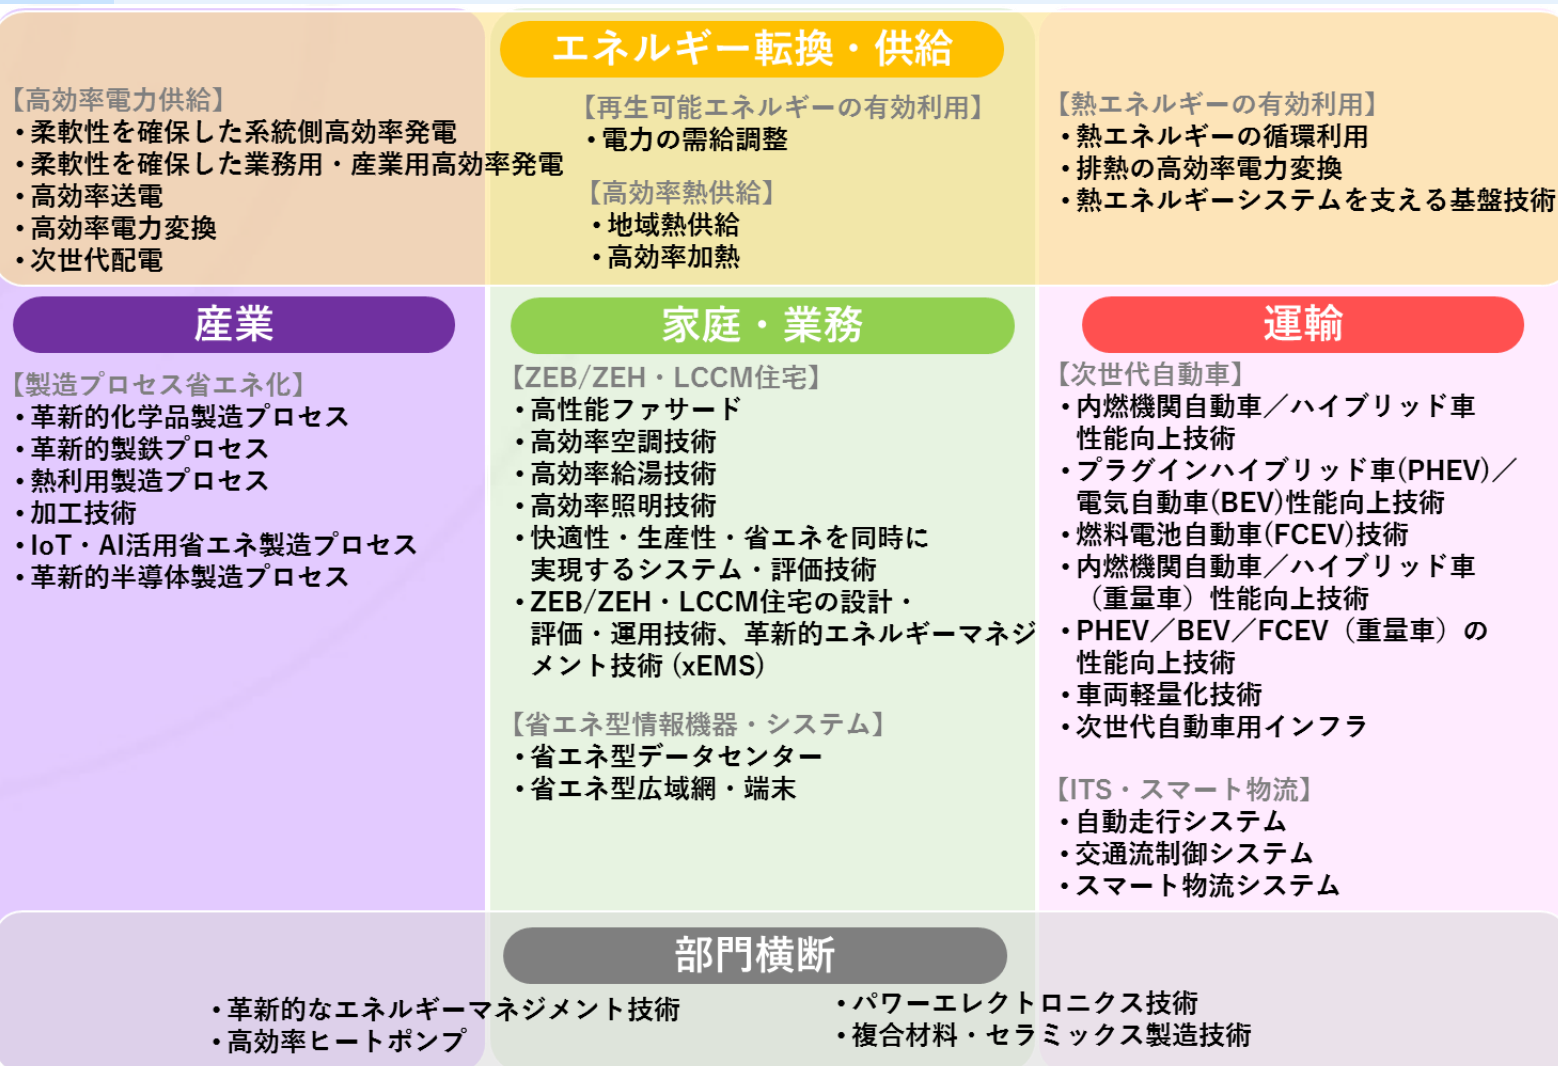 エネルギー転換・供給
【高効率電力供給】
・柔軟性を確保した系統側高効率発電
・柔軟性を確保した業務用・産業用高効率発電
・高効率送電
・高効率電力変換
・次世代配電
【再生可能エネルギーの有効利用】
・電力の需給調整
【高効率熱供給】
・地域熱供給
・高効率加熱
【熱エネルギーの有効利用】
・熱エネルギーの循環利用
・排熱の高効率電力変換
・熱エネルギーシステムを支える基盤技術
産業
【製造プロセス省エネ化】
・革新的化学品製造プロセス
・革新的製鉄プロセス
・熱利用製造プロセス
・加工技術
・IoT・AI活用省エネ製造プロセス
・革新的半導体製造プロセス
家庭・業務
【ZEB/ZEH・LCCM住宅】
・高性能ファサード
・高効率空調技術
・高効率給湯技術
・高効率照明技術
・快適性・生産性・省エネを同時に
実現するシステム・評価技術
・ZEB/ZEH・LCCM住宅の設計・
評価・運用技術、革新的エネルギーマネジ
メント技術 (xEMS)
【省エネ型情報機器・システム】
・省エネ型データセンター
・省エネ型広域網・端末
運輸
【次世代自動車】
・内燃機関自動車／ハイブリッド車
性能向上技術
・プラグインハイブリッド車(PHEV)／
電気自動車(BEV)性能向上技術
・燃料電池自動車(FCEV)技術
・内燃機関自動車／ハイブリッド車
（重量車）性能向上技術
・PHEV／BEV／FCEV（重量車）の
性能向上技術
・車両軽量化技術
・次世代自動車用インフラ
【ITS・スマート物流】
・自動走行システム
・交通流制御システム
・スマート物流システム
部門横断
・革新的なエネルギーマネジメント技術
・高効率ヒートポンプ
・パワーエレクトロニクス技術
・複合材料・セラミックス製造技術